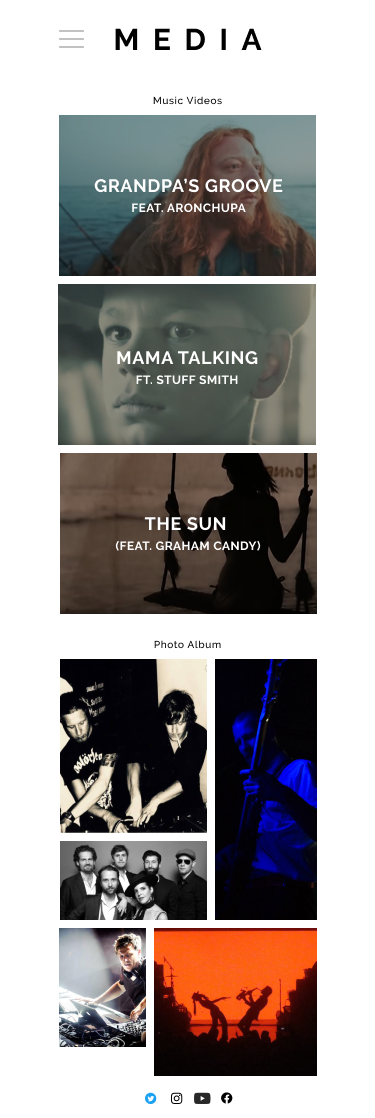 MEDIA
Music Videos
GRANDPA'S GROOVE
FEAT. ARONCHUPA
MAMA TALKING
FT. STUFF SMITH
THE SUN
(FEAT. GRAHAM CANDY)
Photo Album